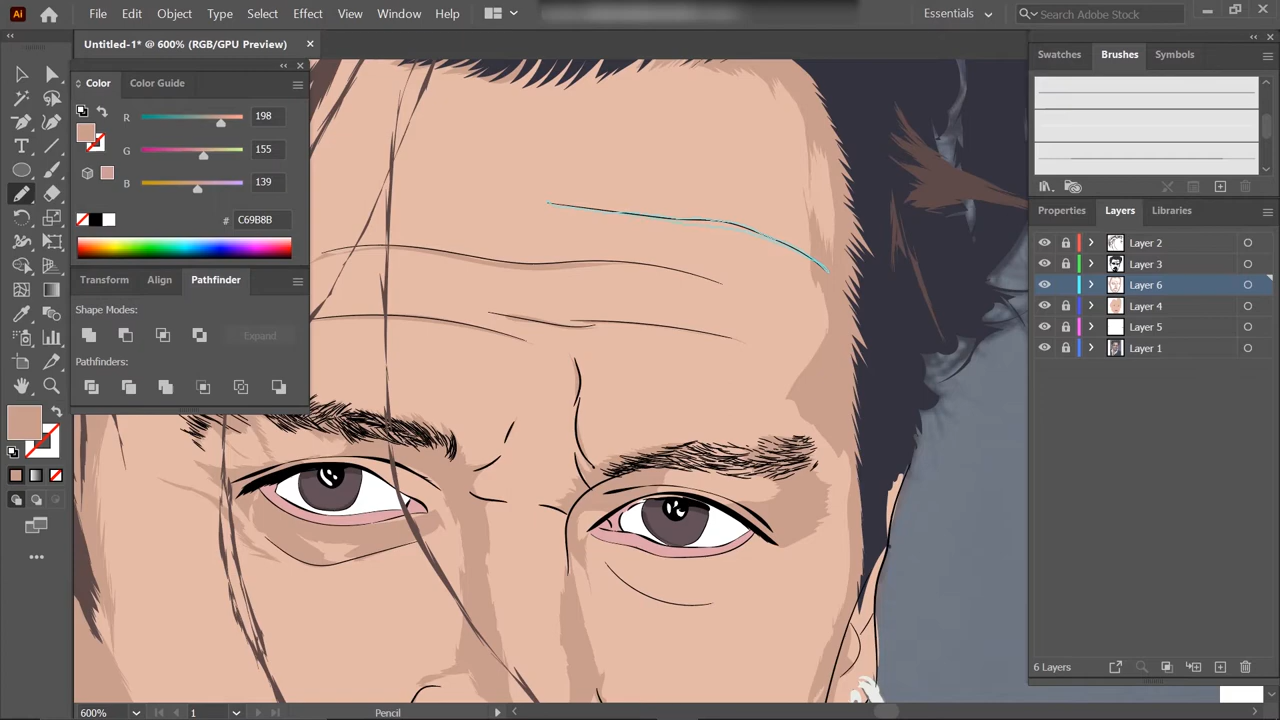 Ai File Edit Object Type Select Effect View Window Help Essentials Search Adobe Stock
Untitled-1* @ 600% (RGB/GPU Preview)
Color Color Guide
R 198
G 155
B 139
# C69B8B
Transform Align Pathfinder
Shape Modes:
Expand
Pathfinders:
Swatches Brushes Symbols
Properties Layers Libraries
Layer 2
Layer 3
Layer 6
Layer 4
Layer 5
Layer 1
6 Layers
600% 1 Pencil